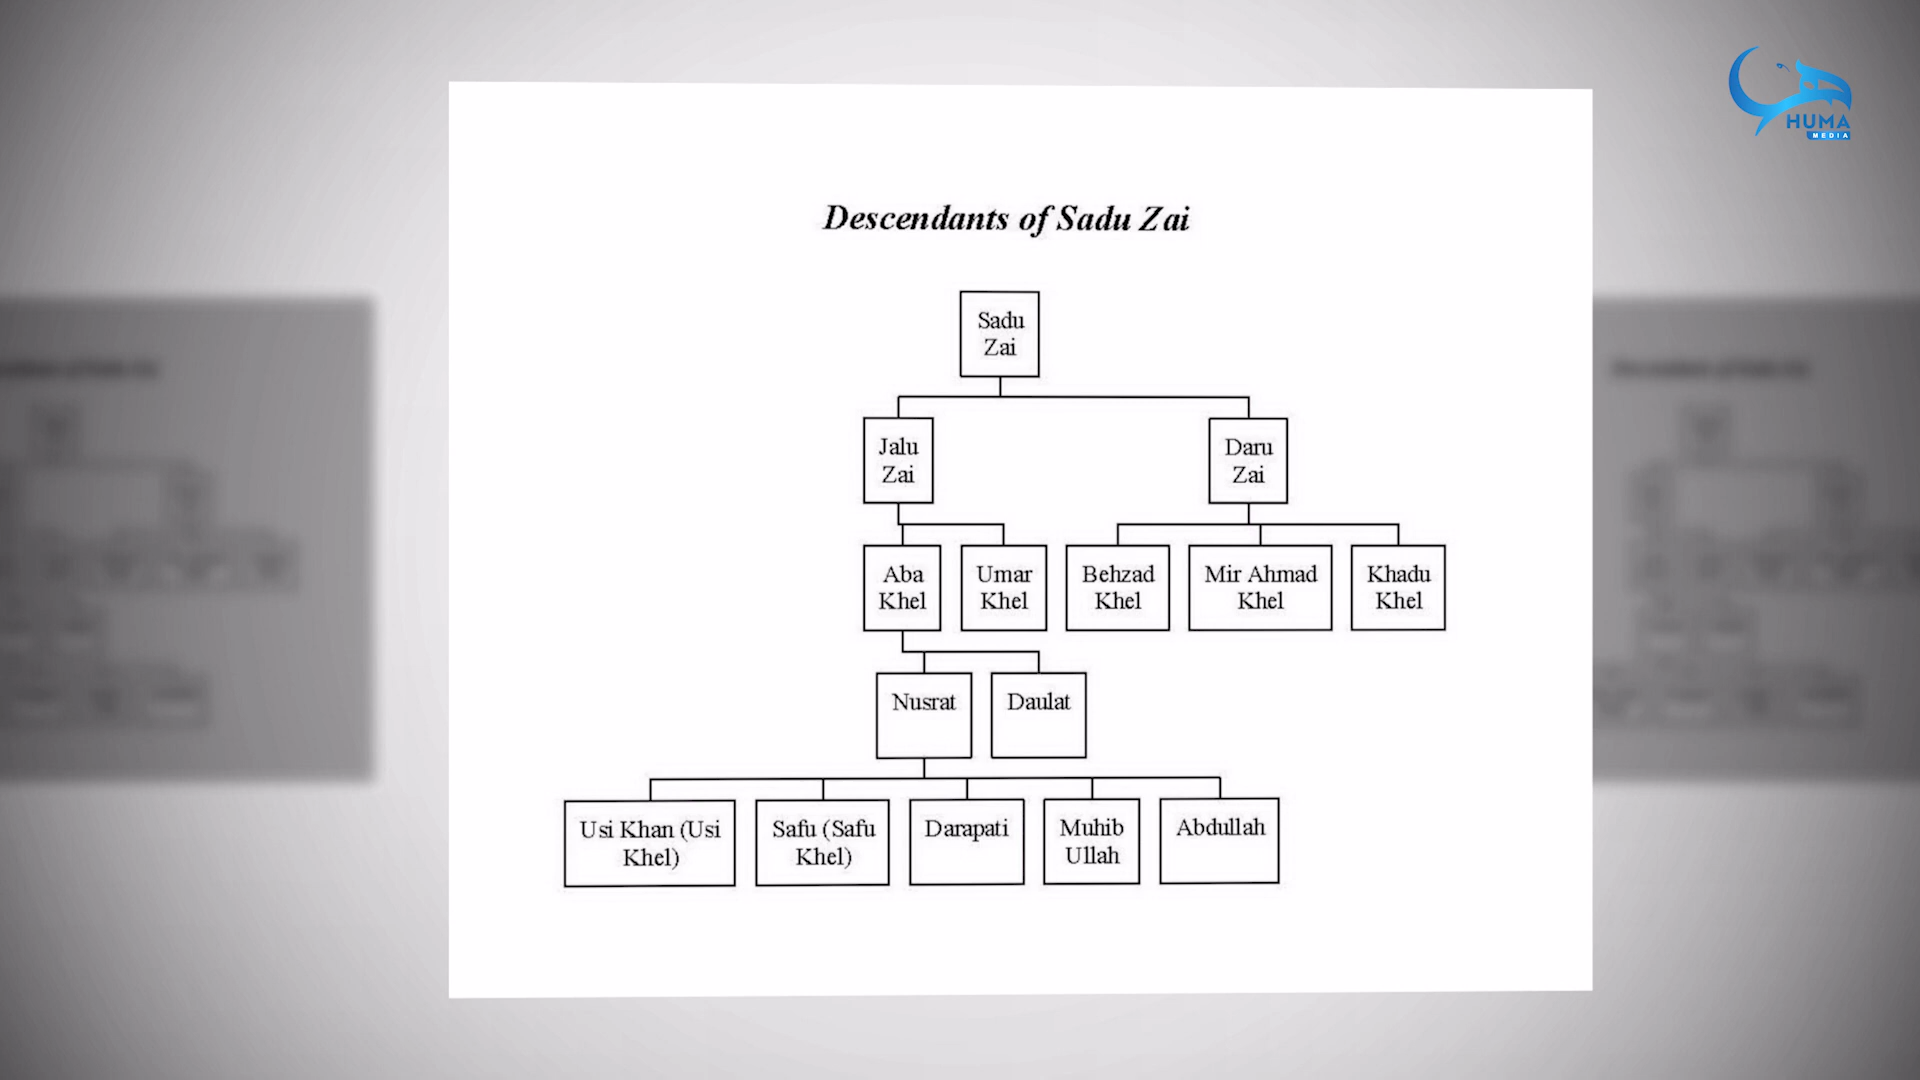 HUMA
MEDIA
Descendants of Sadu Zai
Sadu
Zai
Jalu
Zai
Daru
Zai
Aba
Khel
Umar
Khel
Behzad
Khel
Mir Ahmad
Khel
Khadu
Khel
Nusrat
Daulat
Usi Khan (Usi
Khel)
Safu (Safu
Khel)
Darapati
Muhib
Ullah
Abdullah